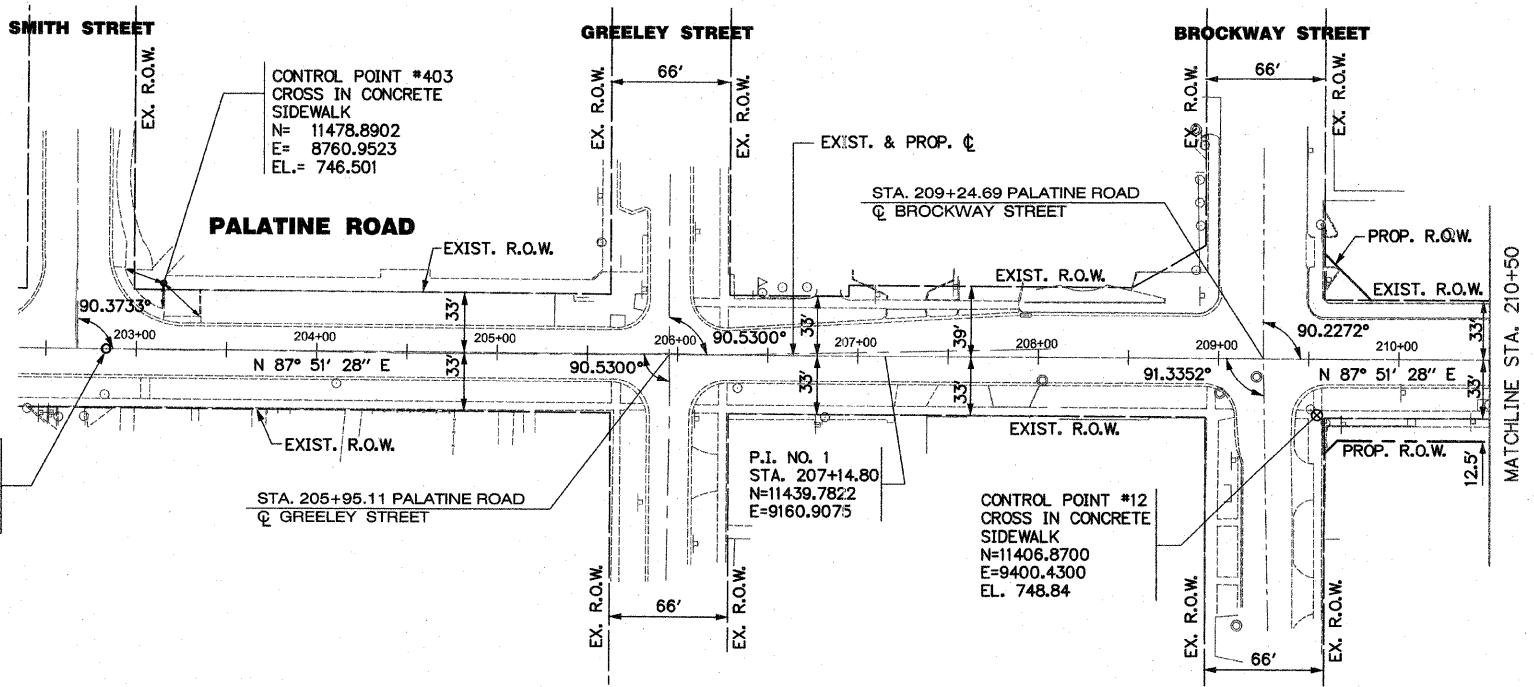 SMITH STREET
GREELEY STREET
BROCKWAY STREET
EX. R.O.W.
CONTROL POINT #403
CROSS IN CONCRETE
SIDEWALK
N= 11478.8902
E= 8760.9523
EL.= 746.501
66'
EX. R.O.W.
EX. R.O.W.
EXIST. & PROP. ℄
66'
EX. R.O.W.
EX. R.O.W.
STA. 209+24.69 PALATINE ROAD
℄ BROCKWAY STREET
PALATINE ROAD
EXIST. R.O.W.
EXIST. R.O.W.
PROP. R.O.W.
EXIST. R.O.W.
MATCHLINE STA. 210+50
90.3733°
33'
90.5300°
33'
39'
90.2272°
33'
203+00
204+00
205+00
206+00
207+00
208+00
209+00
210+00
N 87° 51' 28" E
33'
90.5300°
33'
33'
91.3352°
N 87° 51' 28" E
33'
EXIST. R.O.W.
EXIST. R.O.W.
PROP. R.O.W.
12.5'
STA. 205+95.11 PALATINE ROAD
℄ GREELEY STREET
P.I. NO. 1
STA. 207+14.80
N=11439.7822
E=9160.9075
CONTROL POINT #12
CROSS IN CONCRETE
SIDEWALK
N=11406.8700
E=9400.4300
EL. 748.84
EX. R.O.W.
66'
EX. R.O.W.
EX. R.O.W.
66'
EX. R.O.W.